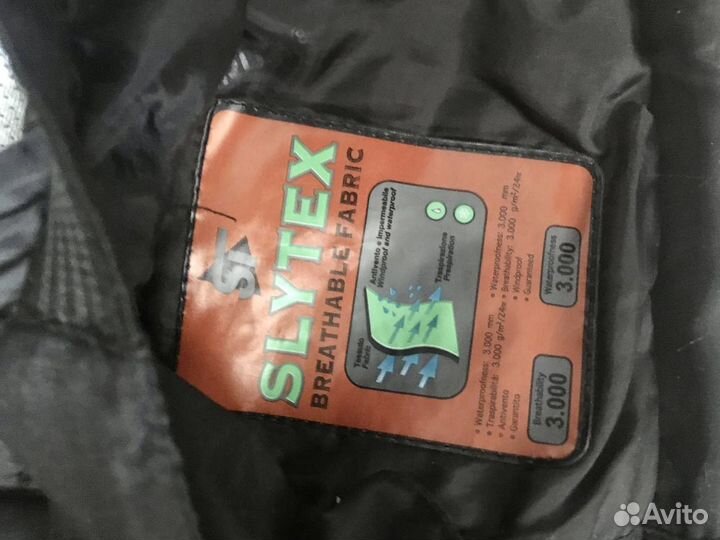 ST
SLYTEX
BREATHABLE FABRIC
Antivento e impermeabile
Windproof and waterproof
Traspirazione
Prespiration
Tessuto
Fabric
• Waterproofness: 3.000 mm
• Traspirabilità: 3.000 g/m²/24h
• Antivento
• Garantito
• Waterproofness: 3.000 mm
• Breathability: 3.000 g/m²/24h
• Windproof
• Guaranteed
Breathability
3.000
Waterproofness
3.000
Avito